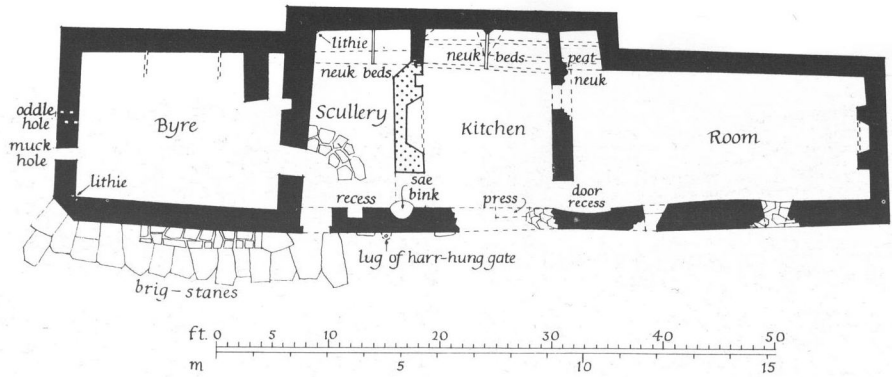 lithie
neuk beds
neuk beds
peat-
neuk
oddle
hole
Byre
Scullery
Kitchen
Room
muck
hole
lithie
recess
sae
bink
press
door
recess
lug of harr-hung gate
brig-stanes
ft. 0 5 10 20 30 40 50
m 5 10 15